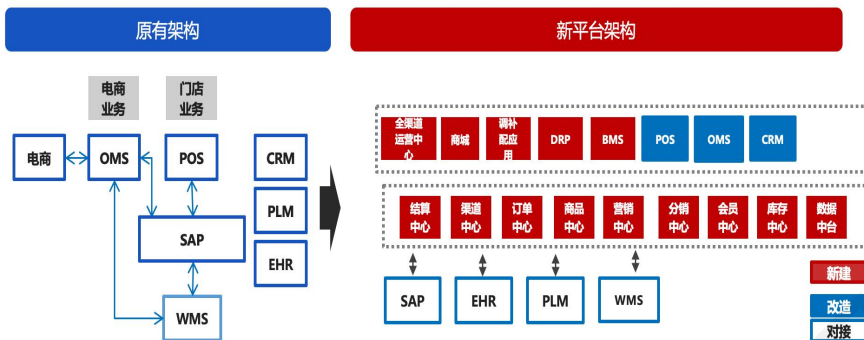 原有架构
新平台架构
电商
业务
门店
业务
电商
OMS
POS
CRM
SAP
PLM
EHR
WMS
全渠道
运营中
心
商城
调补
配应
用
DRP
BMS
POS
OMS
CRM
结算
中心
渠道
中心
订单
中心
商品
中心
营销
中心
分销
中心
会员
中心
库存
中心
数据
中台
SAP
EHR
PLM
WMS
新建
改造
对接